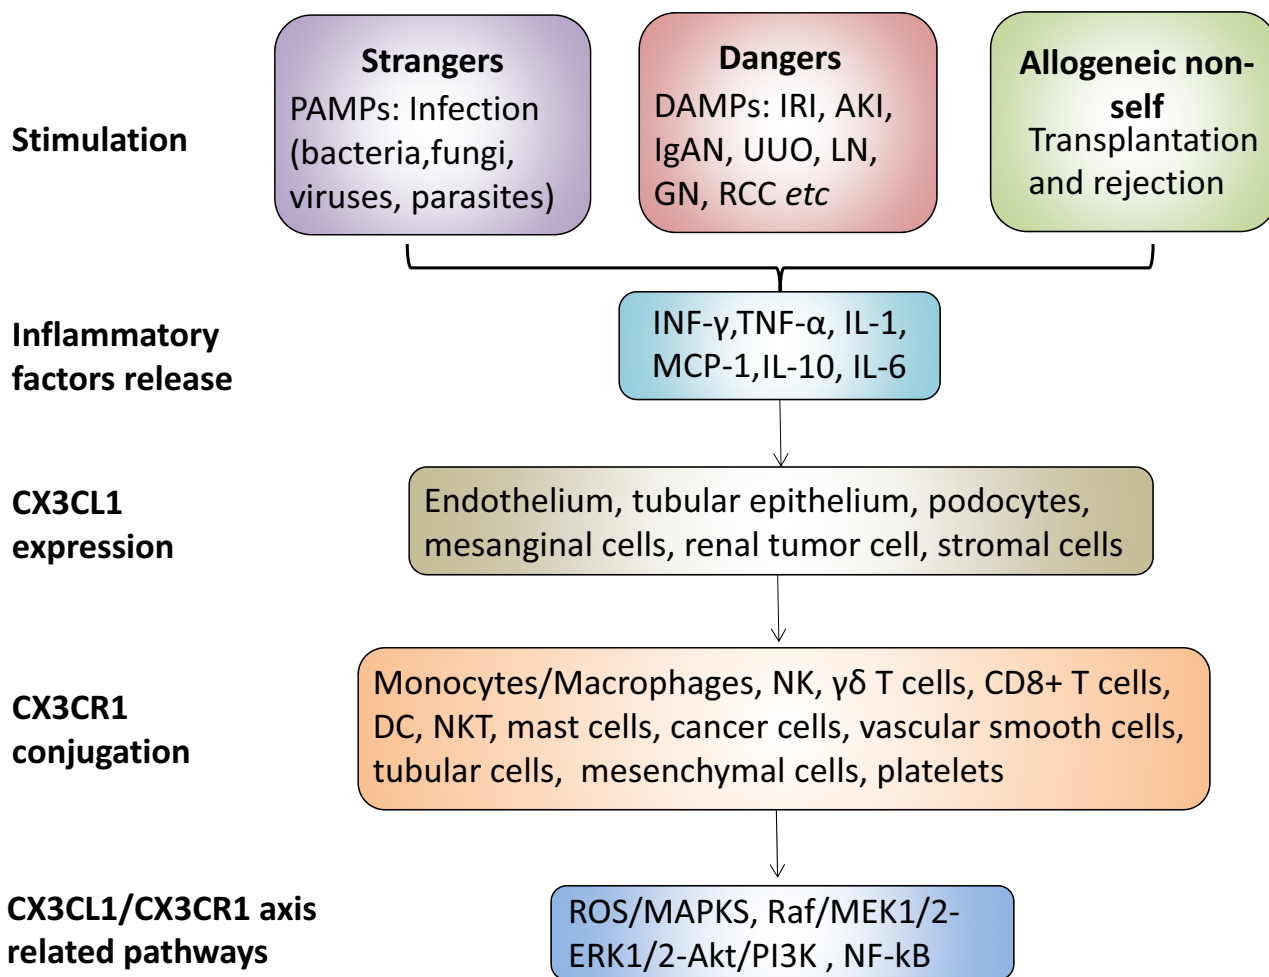 Stimulation
Strangers
PAMPs: Infection
(bacteria,fungi,
viruses, parasites)
Dangers
DAMPs: IRI, AKI,
IgAN, UUO, LN,
GN, RCC etc
Allogeneic non-
self
Transplantation
and rejection
Inflammatory
factors release
INF-γ,TNF-α, IL-1,
MCP-1,IL-10, IL-6
CX3CL1
expression
Endothelium, tubular epithelium, podocytes,
mesanginal cells, renal tumor cell, stromal cells
CX3CR1
conjugation
Monocytes/Macrophages, NK, γδ T cells, CD8+ T cells,
DC, NKT, mast cells, cancer cells, vascular smooth cells,
tubular cells,  mesenchymal cells, platelets
CX3CL1/CX3CR1 axis
related pathways
ROS/MAPKS, Raf/MEK1/2-
ERK1/2-Akt/PI3K , NF-kB